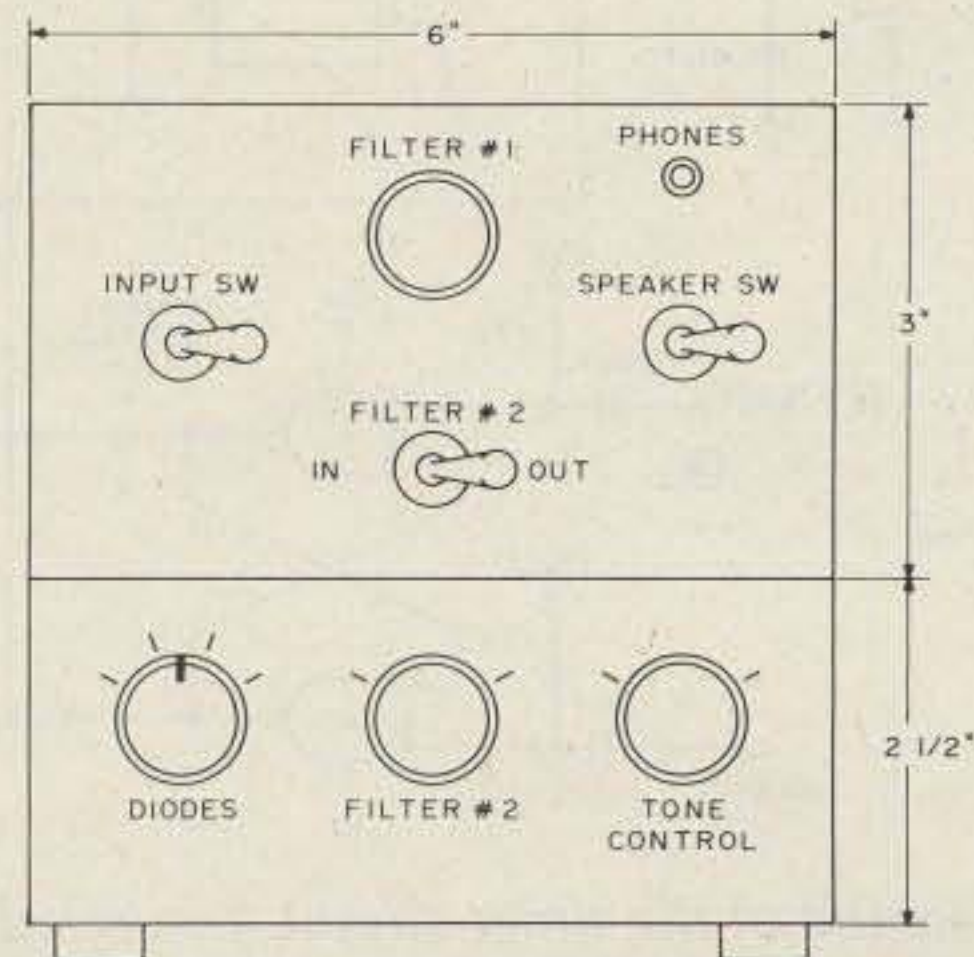 6"
FILTER #1
PHONES
INPUT SW
SPEAKER SW
3"
FILTER #2
IN
OUT
2 1/2"
DIODES
FILTER #2
TONE
CONTROL